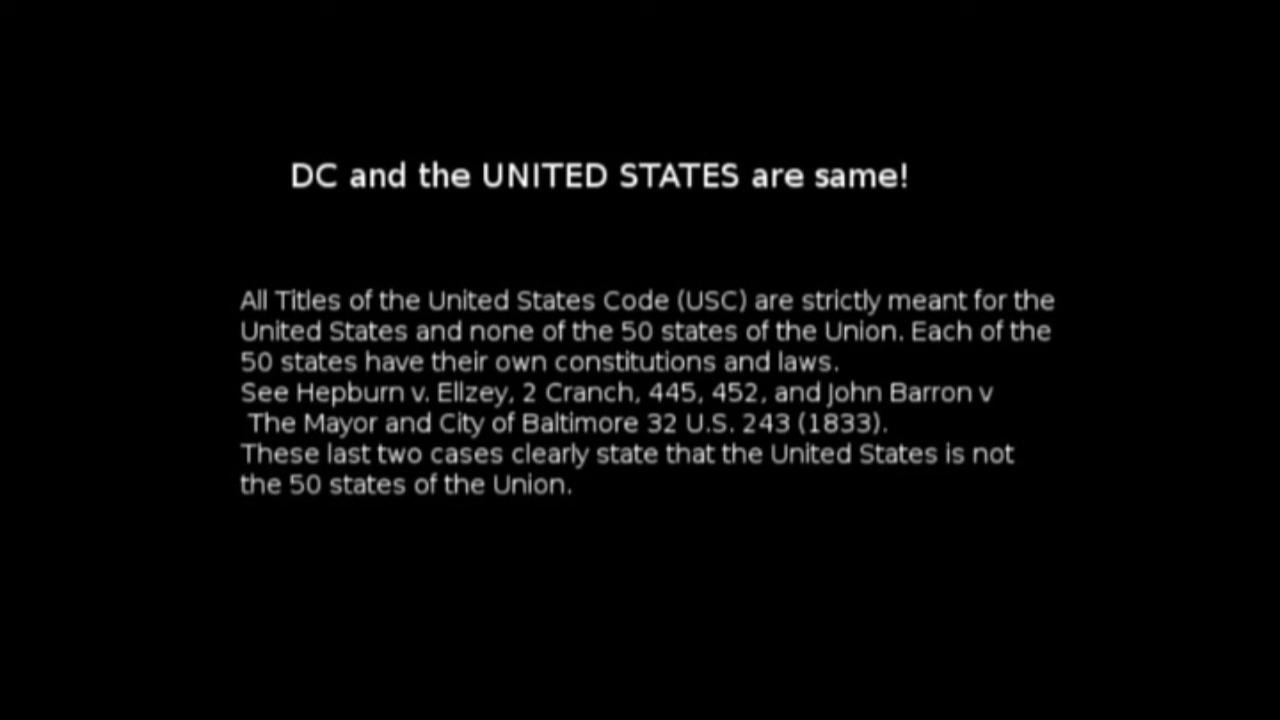 DC and the UNITED STATES are same!
All Titles of the United States Code (USC) are strictly meant for the
United States and none of the 50 states of the Union. Each of the
50 states have their own constitutions and laws.
See Hepburn v. Ellzey, 2 Cranch, 445, 452, and John Barron v
The Mayor and City of Baltimore 32 U.S. 243 (1833).
These last two cases clearly state that the United States is not
the 50 states of the Union.